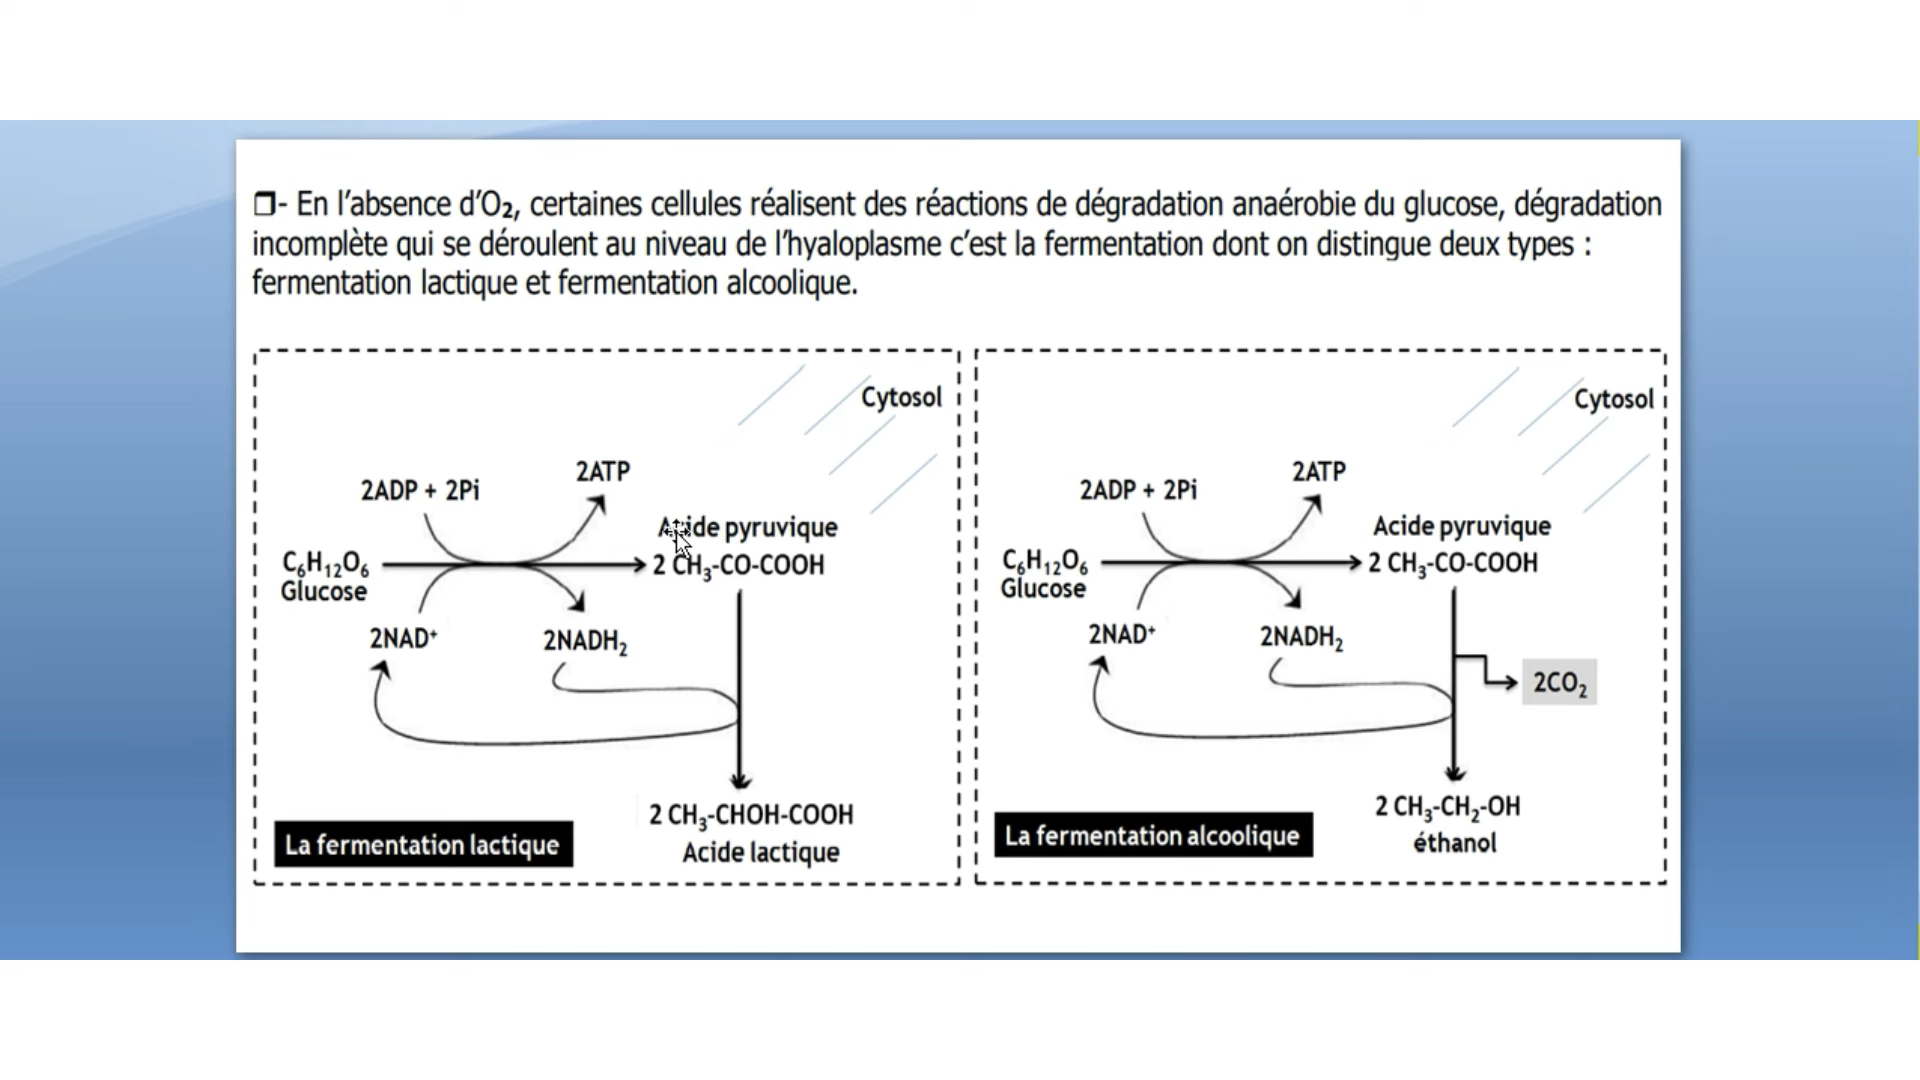 ❒- En l’absence d’O₂, certaines cellules réalisent des réactions de dégradation anaérobie du glucose, dégradation
incomplète qui se déroulent au niveau de l’hyaloplasme c’est la fermentation dont on distingue deux types :
fermentation lactique et fermentation alcoolique.
Cytosol
2ADP + 2Pi
2ATP
Acide pyruvique
C₆H₁₂O₆
2 CH₃-CO-COOH
Glucose
2NAD⁺
2NADH₂
2 CH₃-CHOH-COOH
Acide lactique
La fermentation lactique
Cytosol
2ADP + 2Pi
2ATP
Acide pyruvique
C₆H₁₂O₆
2 CH₃-CO-COOH
Glucose
2NAD⁺
2NADH₂
2CO₂
2 CH₃-CH₂-OH
éthanol
La fermentation alcoolique